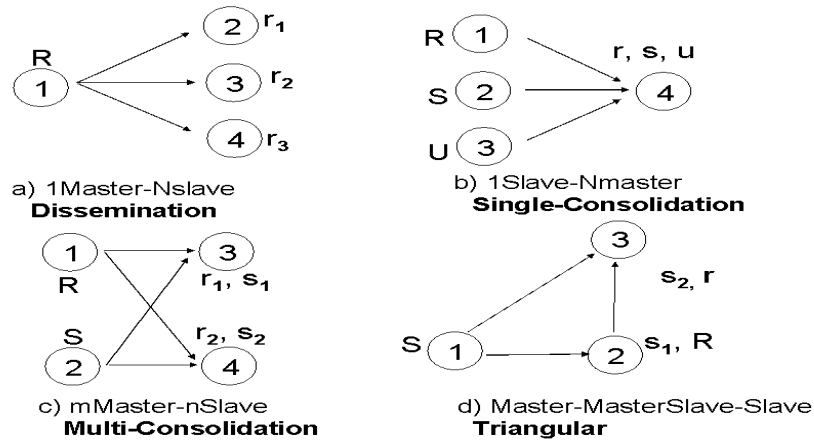 R
1
2 r1
3 r2
4 r3
a) 1Master-Nslave
Dissemination
R 1
S 2
U 3
r, s, u
4
b) 1Slave-Nmaster
Single-Consolidation
1
R
S
2
3
r1, s1
r2, s2
4
c) mMaster-nSlave
Multi-Consolidation
3
s2, r
S 1
2 s1, R
d) Master-MasterSlave-Slave
Triangular